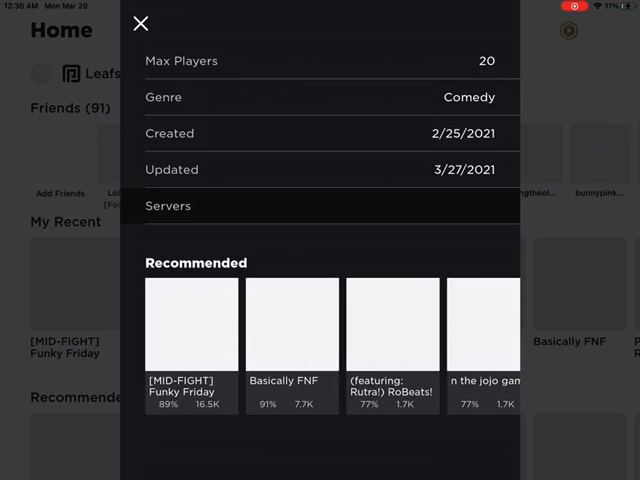 12:36 AM Mon Mar 29
11%
Home
Leafs
Friends (91)
Max Players 20
Genre Comedy
Created 2/25/2021
Updated 3/27/2021
Servers
Add Friends
bunnypink...
My Recent
Recommended
[MID-FIGHT] Funky Friday
89% 16.5K
Basically FNF
91% 7.7K
(featuring: Rutra!) RoBeats!
77% 1.7K
n the jojo gam
77% 1.7K
[MID-FIGHT]
Funky Friday
Basically FNF
Recommende